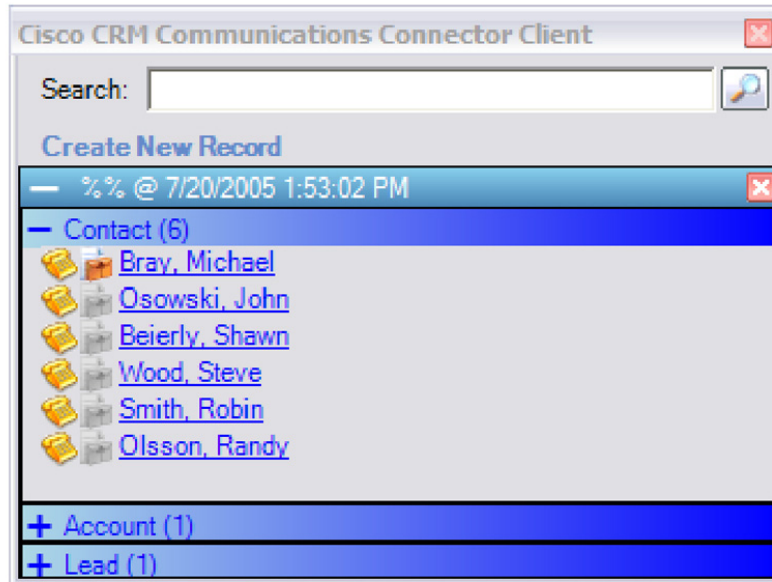 Cisco CRM Communications Connector Client
Search:
Create New Record
%% @ 7/20/2005 1:53:02 PM
Contact (6)
Bray, Michael
Osowski, John
Beierly, Shawn
Wood, Steve
Smith, Robin
Olsson, Randy
Account (1)
Lead (1)